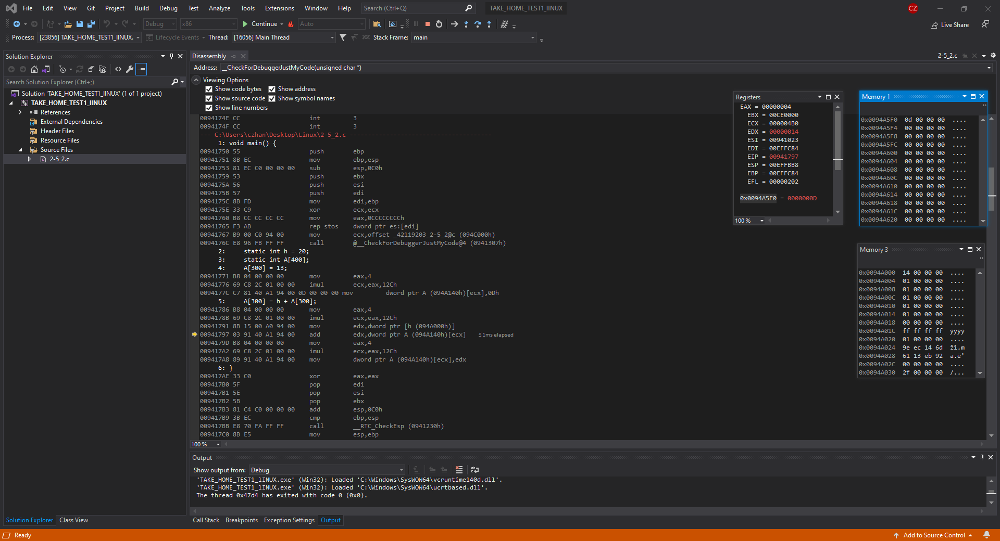 File Edit View Git Project Build Debug Test Analyze Tools Extensions Window Help Search (Ctrl+Q) TAKE_HOME_TEST1_lINUX CZ
Debug x86 Continue Auto Live Share
Process: [23856] TAKE_HOME_TEST1_lINUX. Lifecycle Events Thread: [16056] Main Thread Stack Frame: main
Solution Explorer
Search Solution Explorer (Ctrl+;)
Solution 'TAKE_HOME_TEST1_lINUX' (1 of 1 project)
TAKE_HOME_TEST1_lINUX
References
External Dependencies
Header Files
Resource Files
Source Files
2-5_2.c
Solution Explorer Class View
Disassembly 2-5_2.c
Address: __CheckForDebuggerJustMyCode(unsigned char *)
Viewing Options
Show code bytes Show address
Show source code Show symbol names
Show line numbers
0094174E CC int 3
0094174F CC int 3
--- C:\Users\czhan\Desktop\Linux\2-5_2.c ---------------------------------------
1: void main() {
00941750 55 push ebp
00941751 8B EC mov ebp,esp
00941753 81 EC C0 00 00 00 sub esp,0C0h
00941759 53 push ebx
0094175A 56 push esi
0094175B 57 push edi
0094175C 8B FD mov edi,ebp
0094175E 33 C9 xor ecx,ecx
00941760 B8 CC CC CC CC mov eax,0CCCCCCCCh
00941765 F3 AB rep stos dword ptr es:[edi]
00941767 B9 00 C0 94 00 mov ecx,offset _42119203_2-5_2@c (094C000h)
0094176C E8 96 FB FF FF call @__CheckForDebuggerJustMyCode@4 (0941307h)
2: static int h = 20;
3: static int A[400];
4: A[300] = 13;
00941771 B8 04 00 00 00 mov eax,4
00941776 69 C8 2C 01 00 00 imul ecx,eax,12Ch
0094177C C7 81 40 A1 94 00 0D 00 00 00 mov dword ptr A (094A140h)[ecx],0Dh
5: A[300] = h + A[300];
00941786 B8 04 00 00 00 mov eax,4
0094178B 69 C8 2C 01 00 00 imul ecx,eax,12Ch
00941791 8B 15 00 A0 94 00 mov edx,dword ptr [h (094A000h)]
00941797 03 91 40 A1 94 00 add edx,dword ptr A (094A140h)[ecx] ≤1ms elapsed
0094179D B8 04 00 00 00 mov eax,4
009417A2 69 C8 2C 01 00 00 imul ecx,eax,12Ch
009417A8 89 91 40 A1 94 00 mov dword ptr A (094A140h)[ecx],edx
6: }
009417AE 33 C0 xor eax,eax
009417B0 5F pop edi
009417B1 5E pop esi
009417B2 5B pop ebx
009417B3 81 C4 C0 00 00 00 add esp,0C0h
009417B9 3B EC cmp ebp,esp
009417BB E8 70 FA FF FF call __RTC_CheckEsp (0941230h)
009417C0 8B E5 mov esp,ebp
100 %
Registers
EAX = 00000004
EBX = 00CE0000
ECX = 000004B0
EDX = 00000014
ESI = 00941023
EDI = 00EFFC84
EIP = 00941797
ESP = 00EFFBB8
EBP = 00EFFC84
EFL = 00000202
0x0094A5F0 = 0000000D
100 %
Memory 1
0x0094A5F0 0d 00 00 00 ....
0x0094A5F4 00 00 00 00 ....
0x0094A5F8 00 00 00 00 ....
0x0094A5FC 00 00 00 00 ....
0x0094A600 00 00 00 00 ....
0x0094A604 00 00 00 00 ....
0x0094A608 00 00 00 00 ....
0x0094A60C 00 00 00 00 ....
0x0094A610 00 00 00 00 ....
0x0094A614 00 00 00 00 ....
0x0094A618 00 00 00 00 ....
0x0094A61C 00 00 00 00 ....
0x0094A620 00 00 00 00 ....
Memory 3
0x0094A000 14 00 00 00 ....
0x0094A004 01 00 00 00 ....
0x0094A008 01 00 00 00 ....
0x0094A00C 01 00 00 00 ....
0x0094A010 01 00 00 00 ....
0x0094A014 01 00 00 00 ....
0x0094A018 00 00 00 00 ....
0x0094A01C ff ff ff ff ÿÿÿÿ
0x0094A020 01 00 00 00 ....
0x0094A024 9e ec 14 6d žì.m
0x0094A028 61 13 eb 92 a.ë’
0x0094A02C 00 00 00 00 ....
0x0094A030 2f 00 00 00 /...
Output
Show output from: Debug
'TAKE_HOME_TEST1_lINUX.exe' (Win32): Loaded 'C:\Windows\SysWOW64\vcruntime140d.dll'.
'TAKE_HOME_TEST1_lINUX.exe' (Win32): Loaded 'C:\Windows\SysWOW64\ucrtbased.dll'.
The thread 0x47d4 has exited with code 0 (0x0).
Call Stack Breakpoints Exception Settings Output
Ready Add to Source Control